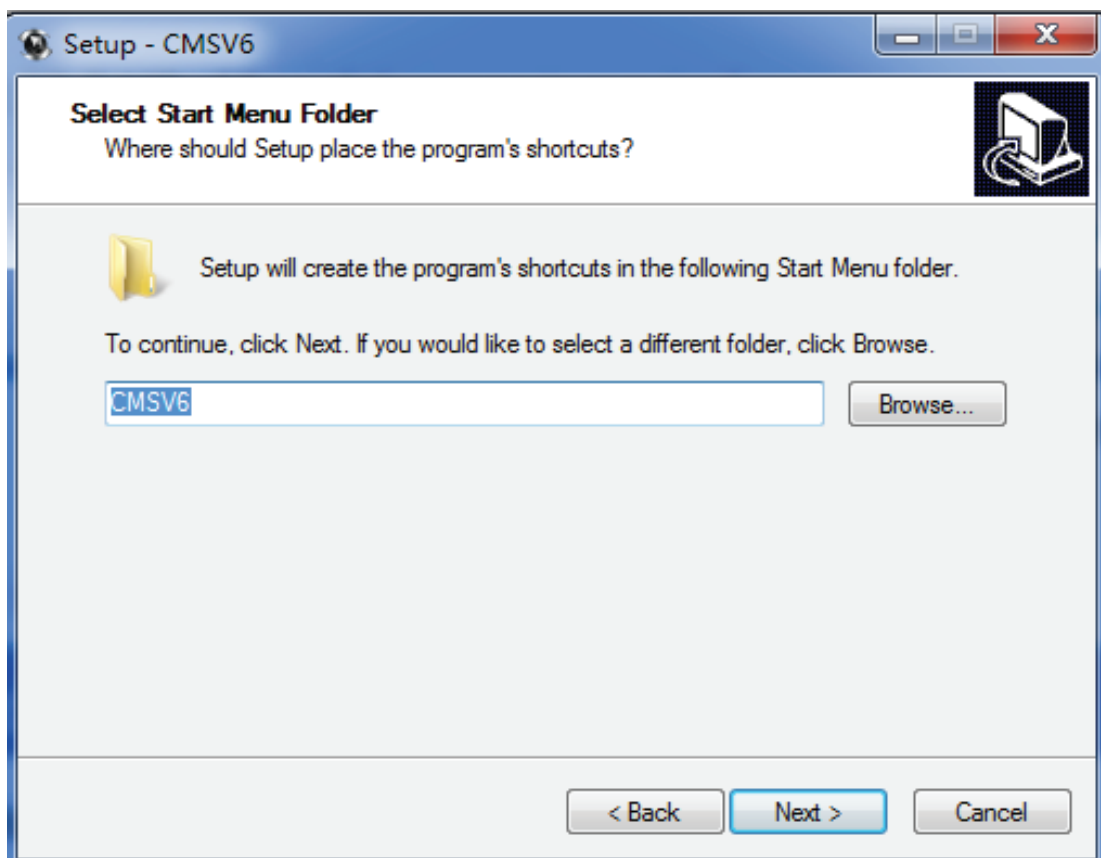 Setup - CMSV6
Select Start Menu Folder
Where should Setup place the program's shortcuts?
Setup will create the program's shortcuts in the following Start Menu folder.
To continue, click Next. If you would like to select a different folder, click Browse.
CMSV6
Browse...
< Back
Next >
Cancel